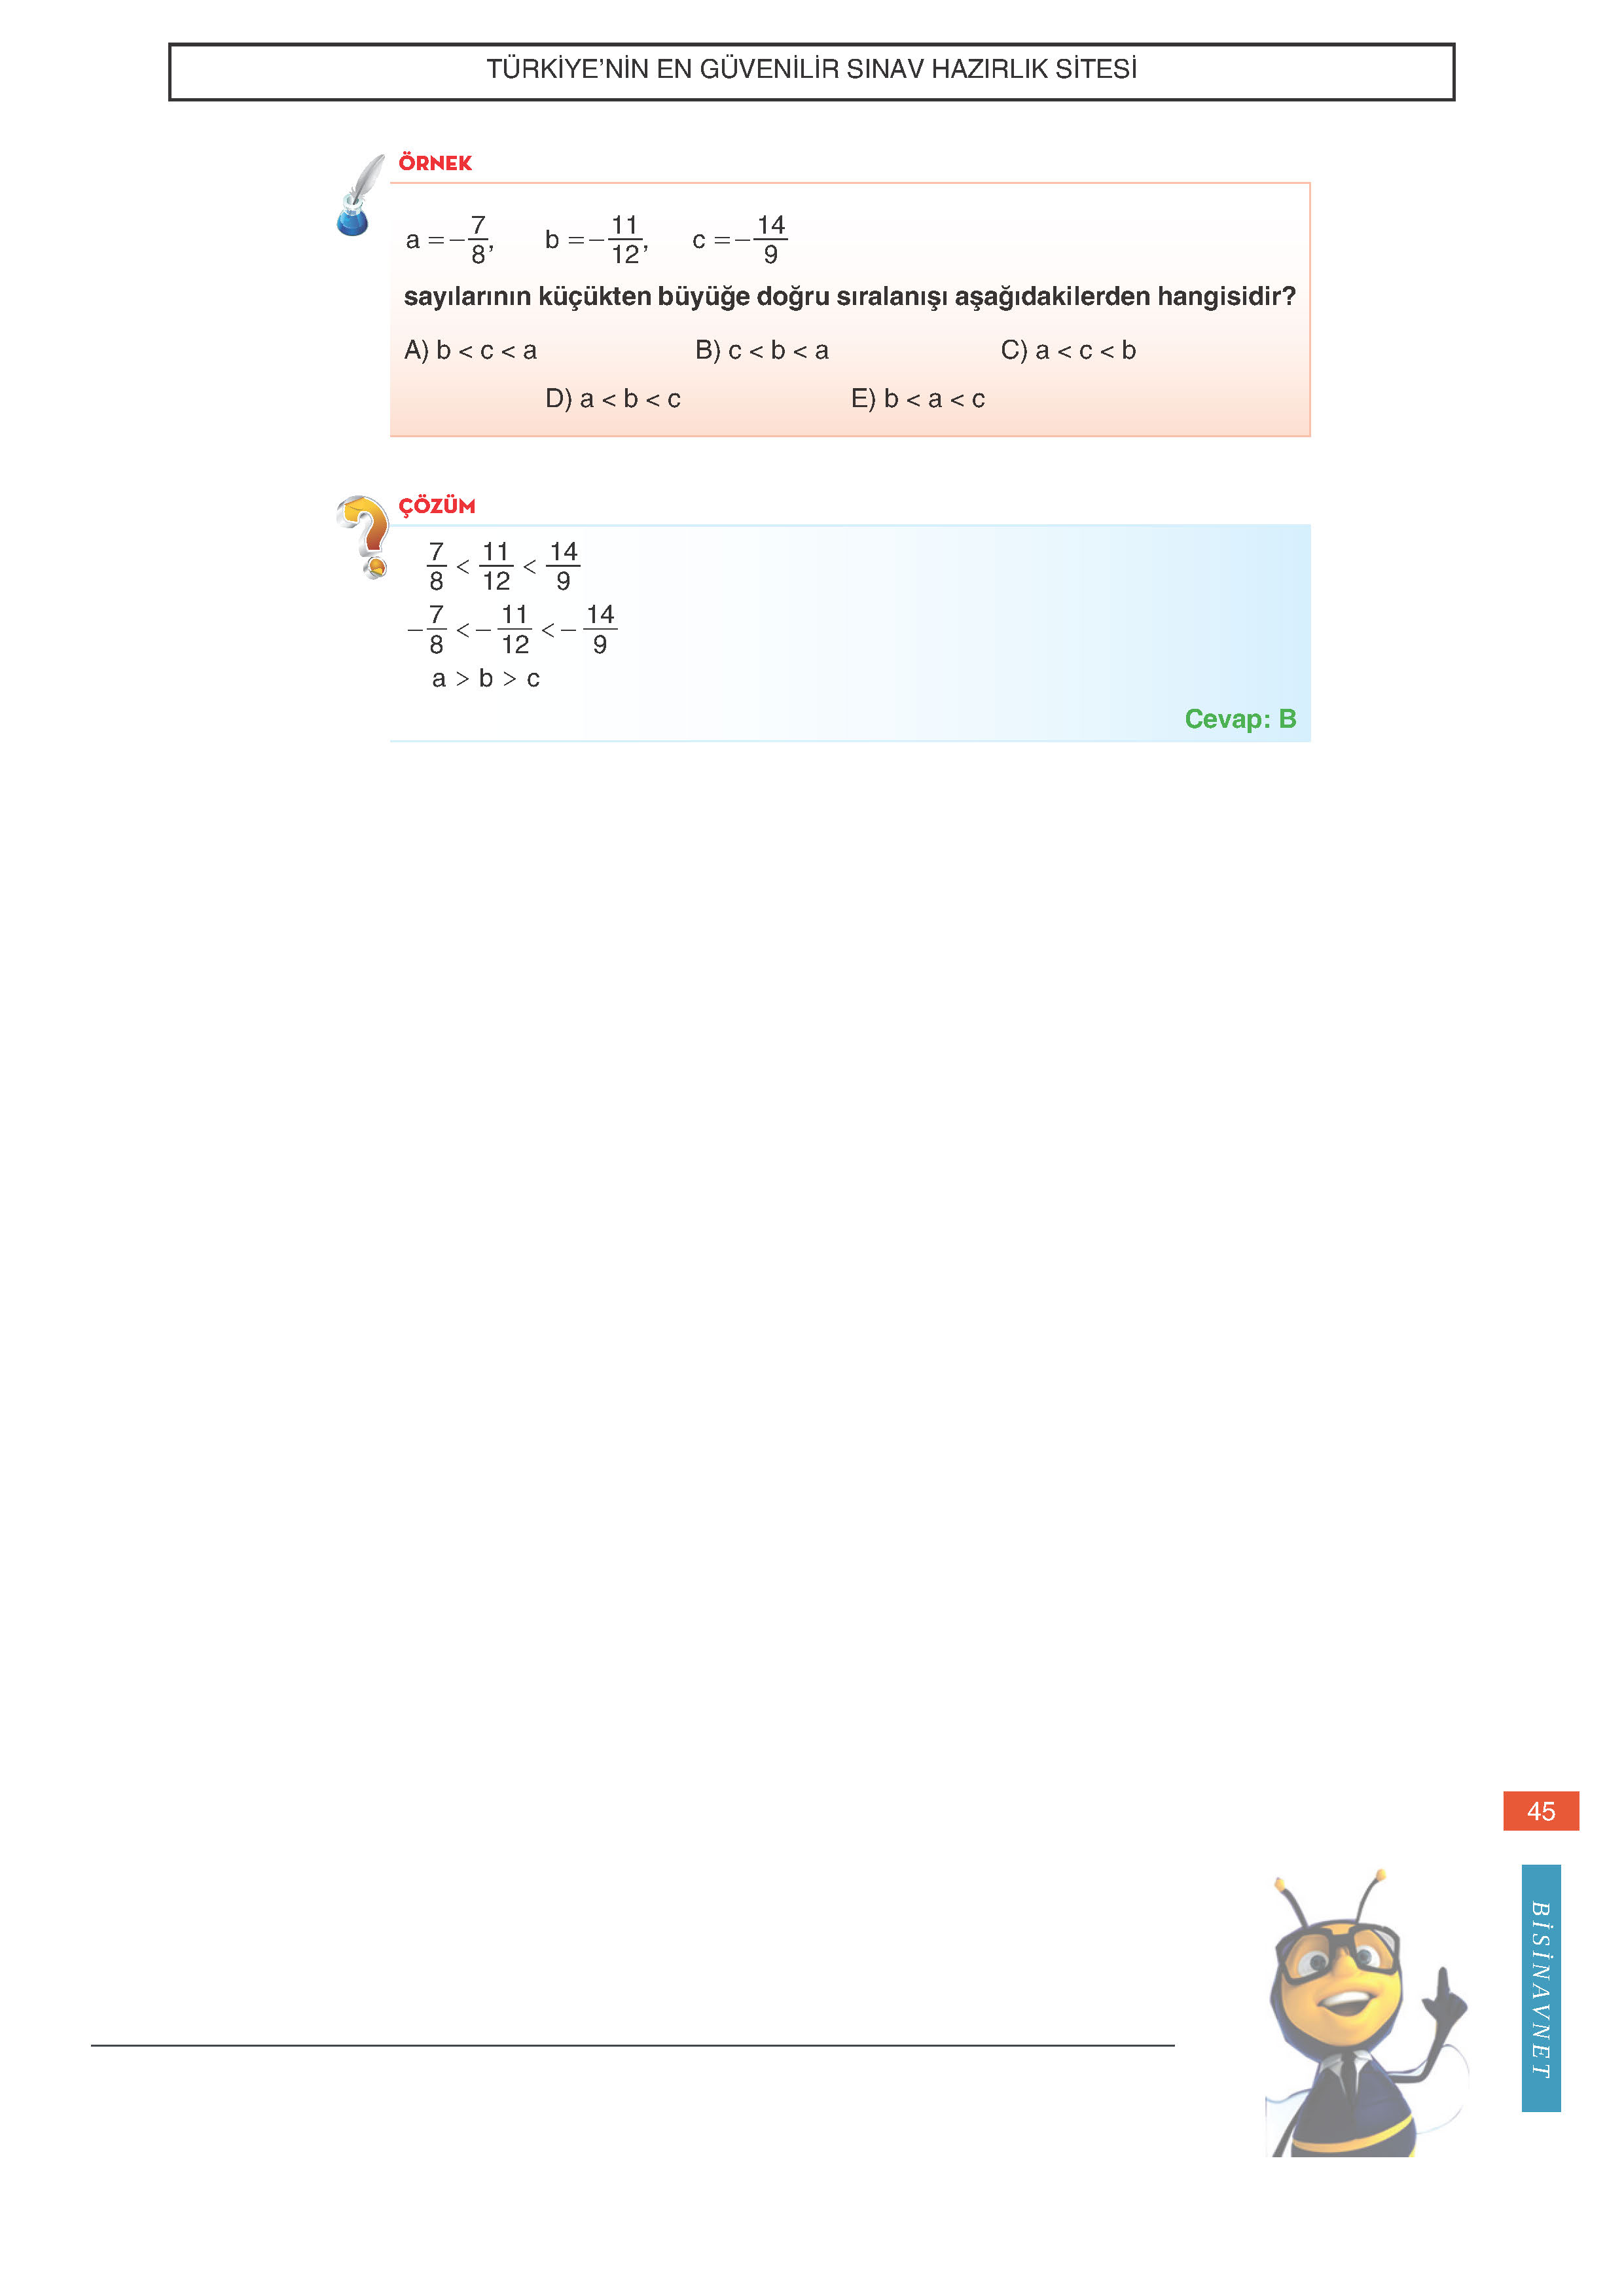 TÜRKİYE'NİN EN GÜVENİLİR SINAV HAZIRLIK SİTESİ
ÖRNEK
a = -7/8, b = -11/12, c = -14/9
sayılarının küçükten büyüğe doğru sıralanışı aşağıdakilerden hangisidir?
A) b < c < a B) c < b < a C) a < c < b
D) a < b < c E) b < a < c
ÇÖZÜM
7/8 < 11/12 < 14/9
-7/8 < -11/12 < -14/9
a > b > c
Cevap: B
45
BİSİNAVNET